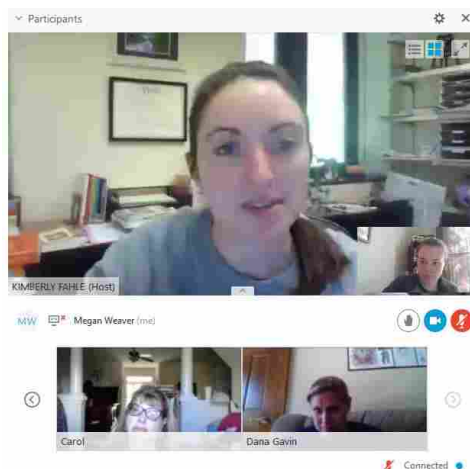 Participants
KIMBERLY FAHLE (Host)
MW Megan Weaver (me)
Carol Dana Gavin
Connected